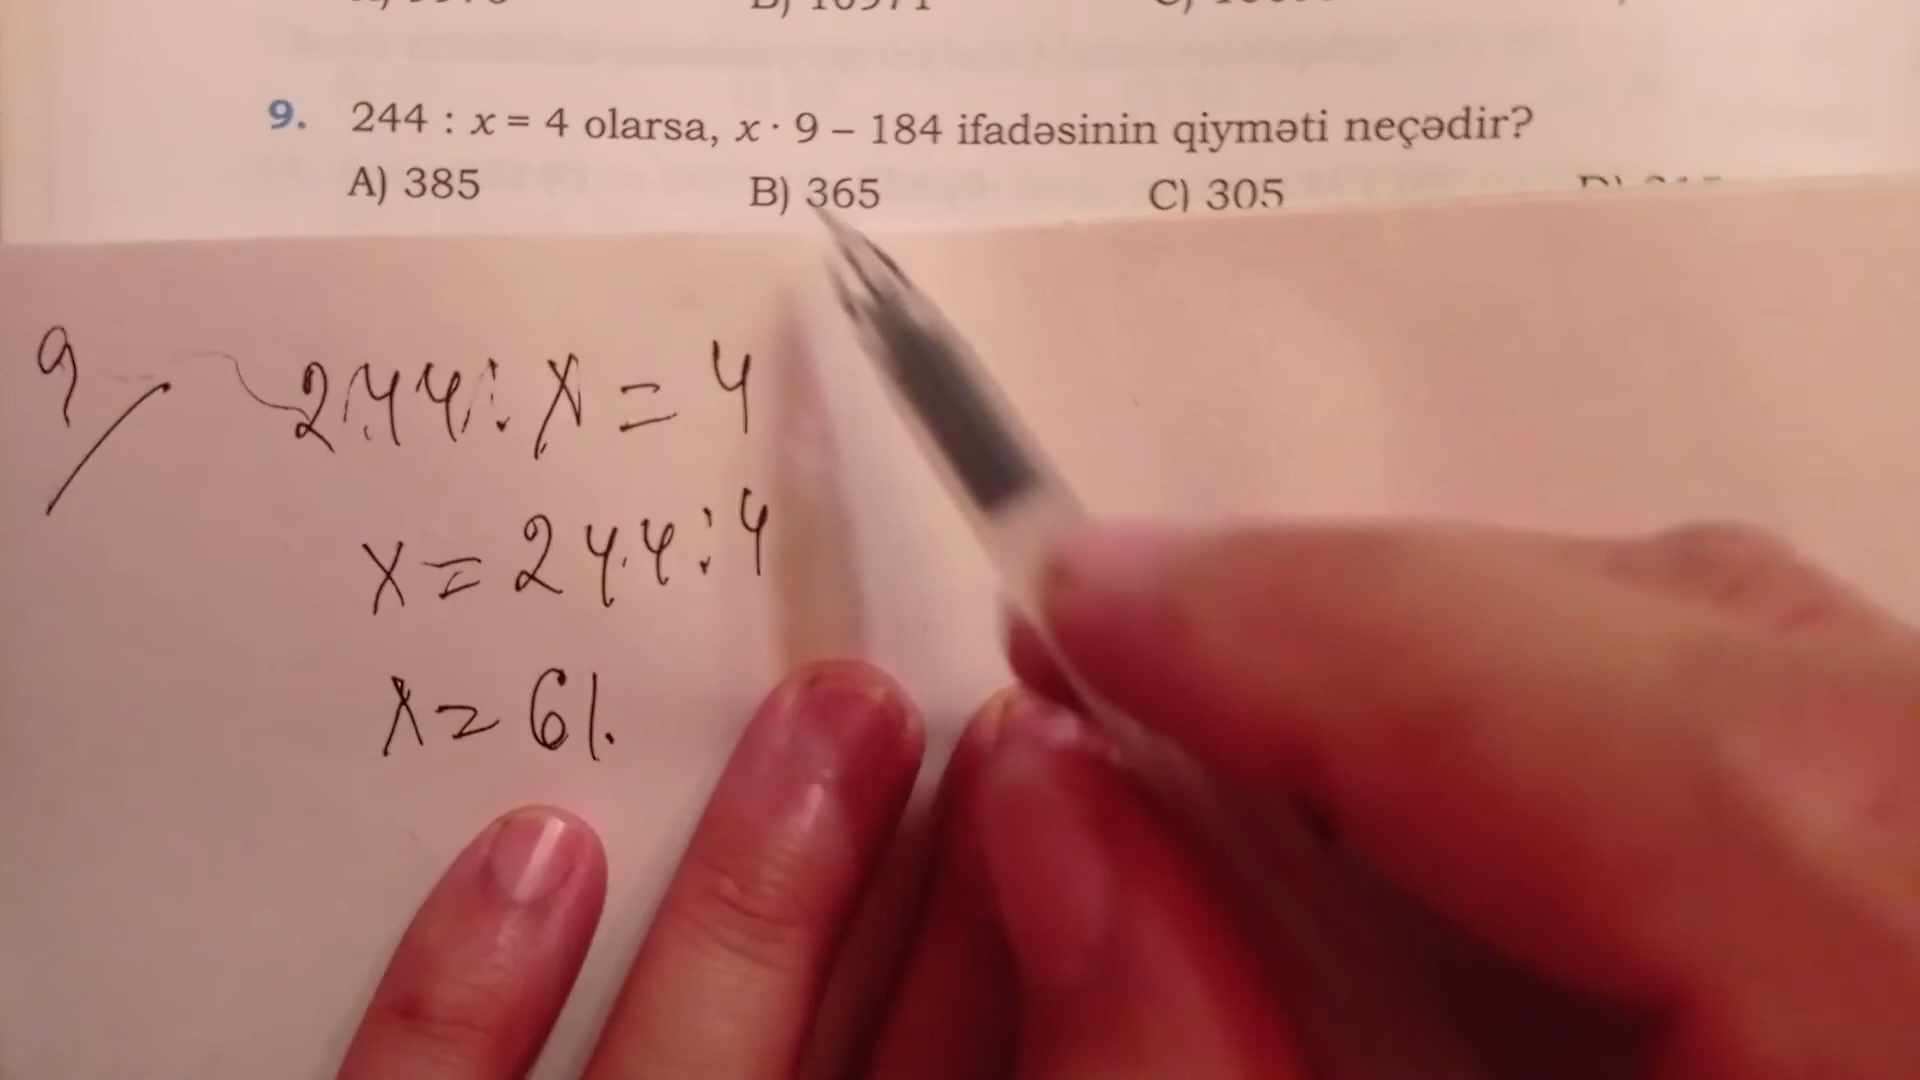 9. 244 : x = 4 olarsa, x · 9 – 184 ifadəsinin qiyməti neçədir?
A) 385 B) 365 C) 305
9 244 : x = 4
x = 244 : 4
x = 61.